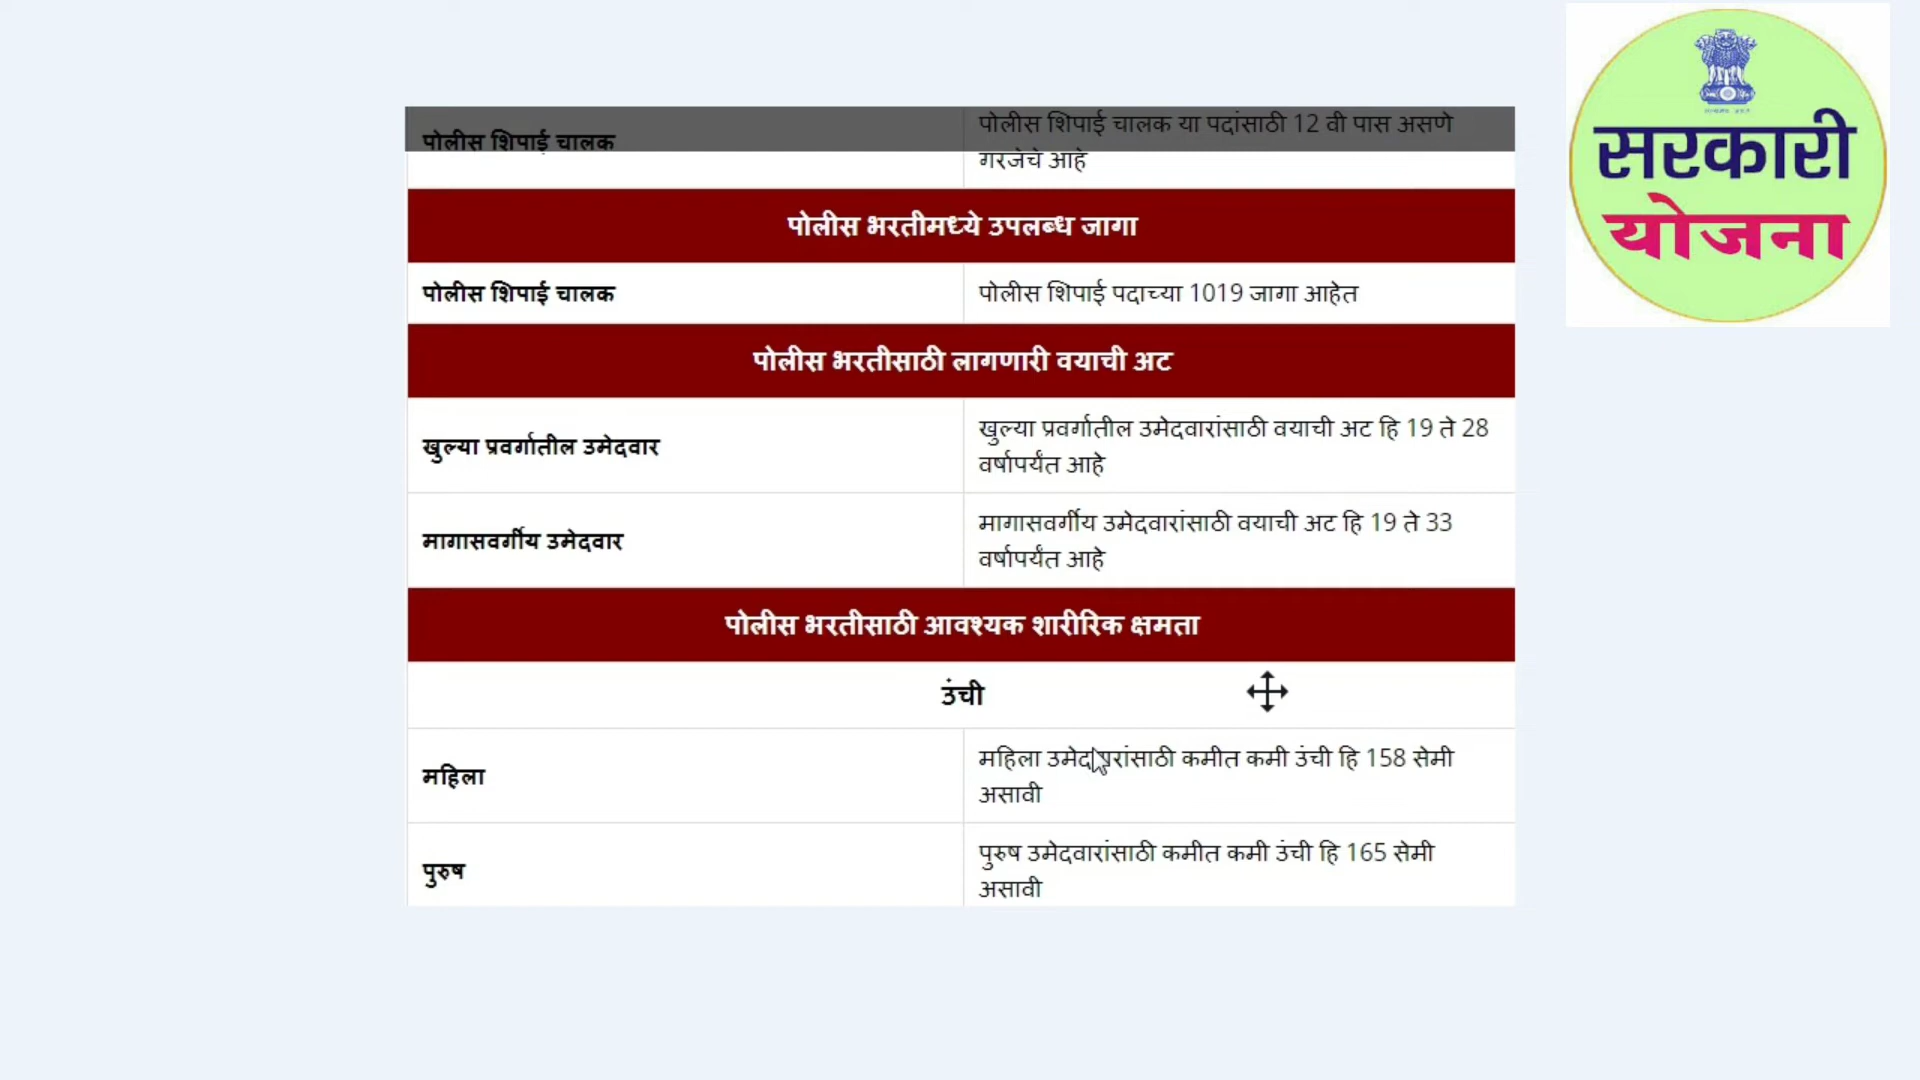 पोलीस शिपाई चालक
पोलीस शिपाई चालक या पदांसाठी 12 वी पास असणे
गरजेचे आहे
पोलीस भरतीमध्ये उपलब्ध जागा
पोलीस शिपाई चालक
पोलीस शिपाई पदाच्या 1019 जागा आहेत
पोलीस भरतीसाठी लागणारी वयाची अट
खुल्या प्रवर्गातील उमेदवार
खुल्या प्रवर्गातील उमेदवारांसाठी वयाची अट हि 19 ते 28
वर्षापर्यंत आहे
मागासवर्गीय उमेदवार
मागासवर्गीय उमेदवारांसाठी वयाची अट हि 19 ते 33
वर्षापर्यंत आहे
पोलीस भरतीसाठी आवश्यक शारीरिक क्षमता
उंची
महिला
महिला उमेदवारांसाठी कमीत कमी उंची हि 158 सेमी
असावी
पुरुष
पुरुष उमेदवारांसाठी कमीत कमी उंची हि 165 सेमी
असावी
सरकारी
योजना